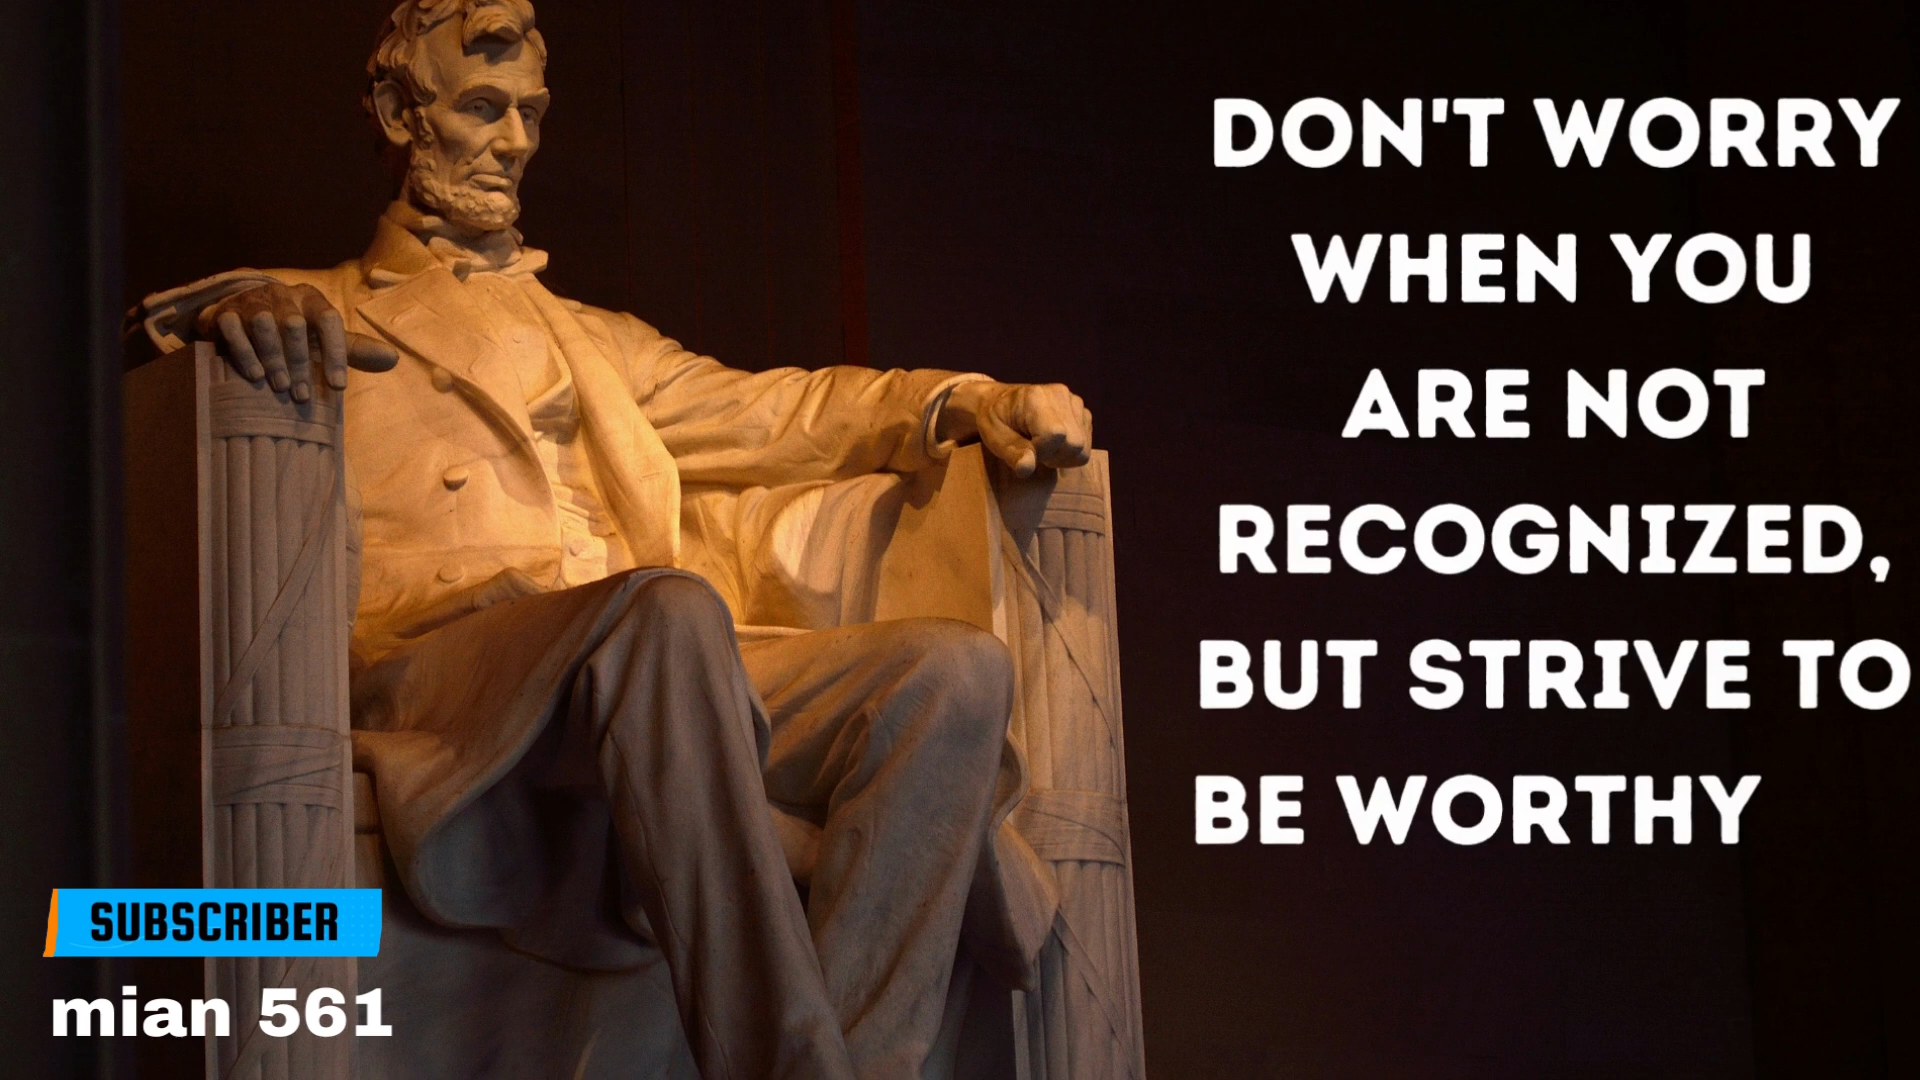 DON'T WORRY
WHEN YOU
ARE NOT
RECOGNIZED,
BUT STRIVE TO
BE WORTHY
SUBSCRIBER
mian 561